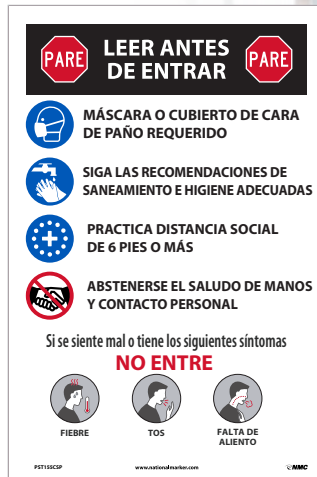 PARE
LEER ANTES
DE ENTRAR
PARE
MÁSCARA O CUBIERTO DE CARA
DE PAÑO REQUERIDO
SIGA LAS RECOMENDACIONES DE
SANEAMIENTO E HIGIENE ADECUADAS
PRACTICA DISTANCIA SOCIAL
DE 6 PIES O MÁS
ABSTENERSE EL SALUDO DE MANOS
Y CONTACTO PERSONAL
Si se siente mal o tiene los siguientes síntomas
NO ENTRE
FIEBRE
TOS
FALTA DE
ALIENTO
PST155CSP
www.nationalmarker.com
NMC